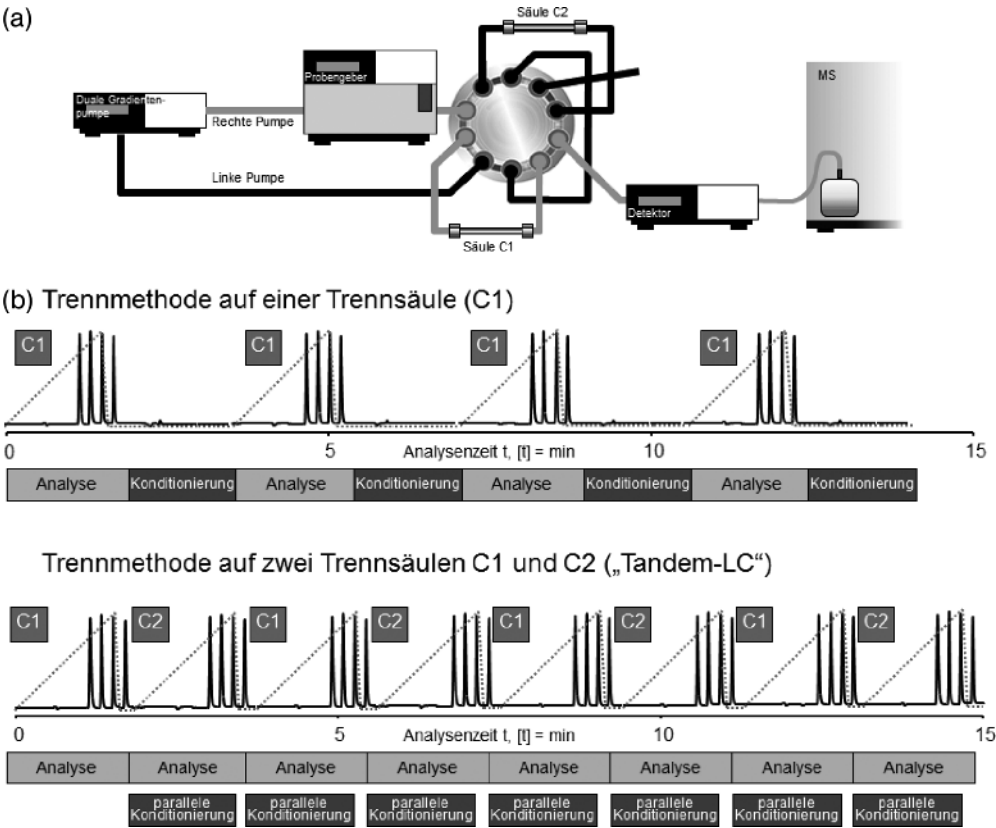 (a)
Säule C2
Probengeber
MS
Duale Gradienten-
pumpe
Rechte Pumpe
Linke Pumpe
Detektor
Säule C1
(b) Trennmethode auf einer Trennsäule (C1)
C1 C1 C1 C1
0 5 10 15
Analysenzeit t, [t] = min
Analyse Konditionierung Analyse Konditionierung Analyse Konditionierung Analyse Konditionierung
Trennmethode auf zwei Trennsäulen C1 und C2 („Tandem-LC“)
C1 C2 C1 C2 C1 C2 C1 C2
0 5 10 15
Analysenzeit t, [t] = min
Analyse Analyse Analyse Analyse Analyse Analyse Analyse Analyse
parallele parallele parallele parallele parallele parallele parallele
Konditionierung Konditionierung Konditionierung Konditionierung Konditionierung Konditionierung Konditionierung